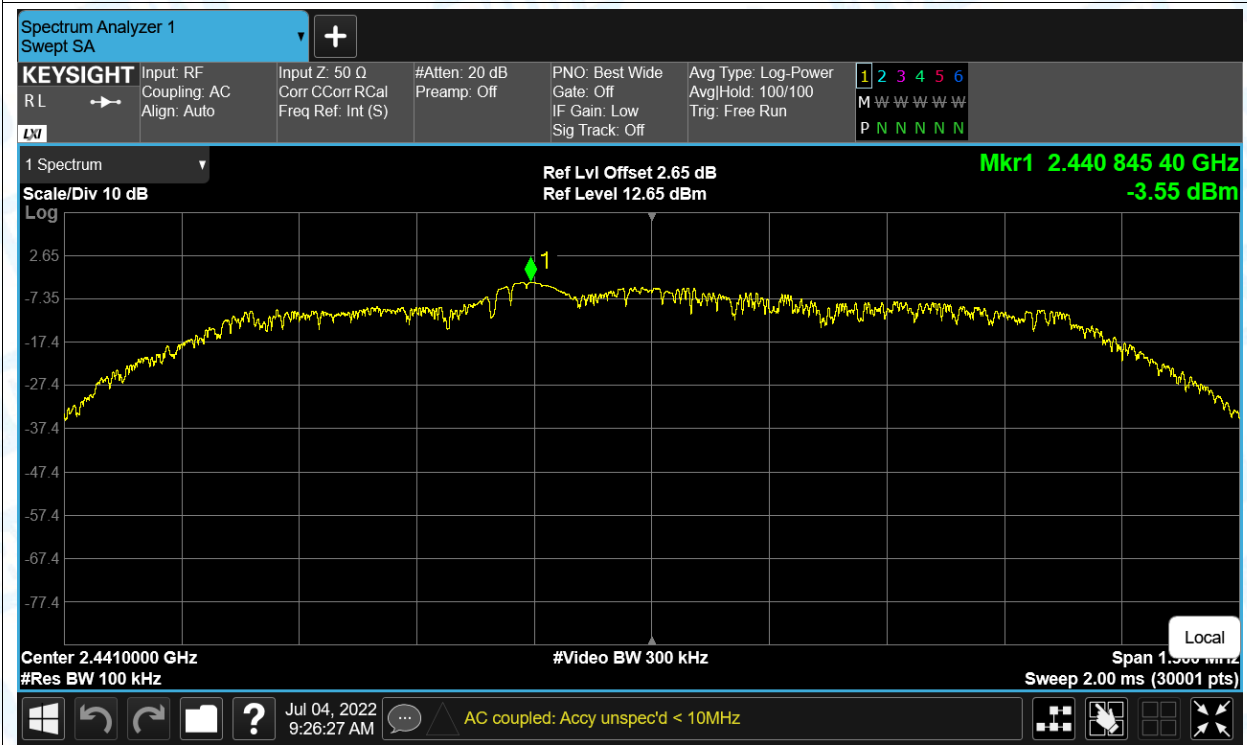 Spectrum Analyzer 1
Swept SA
KEYSIGHT
R L
LXI
Input: RF
Coupling: AC
Align: Auto
Input Z: 50 Ω
Corr CCorr RCal
Freq Ref: Int (S)
#Atten: 20 dB
Preamp: Off
PNO: Best Wide
Gate: Off
IF Gain: Low
Sig Track: Off
Avg Type: Log-Power
Avg|Hold: 100/100
Trig: Free Run
1 2 3 4 5 6
M W W W W W
P N N N N N
1 Spectrum
Scale/Div 10 dB
Log
Ref Lvl Offset 2.65 dB
Ref Level 12.65 dBm
Mkr1 2.440 845 40 GHz
-3.55 dBm
1
2.65
-7.35
-17.4
-27.4
-37.4
-47.4
-57.4
-67.4
-77.4
Local
Center 2.4410000 GHz
#Video BW 300 kHz
Span
#Res BW 100 kHz
Sweep 2.00 ms (30001 pts)
?
Jul 04, 2022
9:26:27 AM
AC coupled: Accy unspec'd < 10MHz